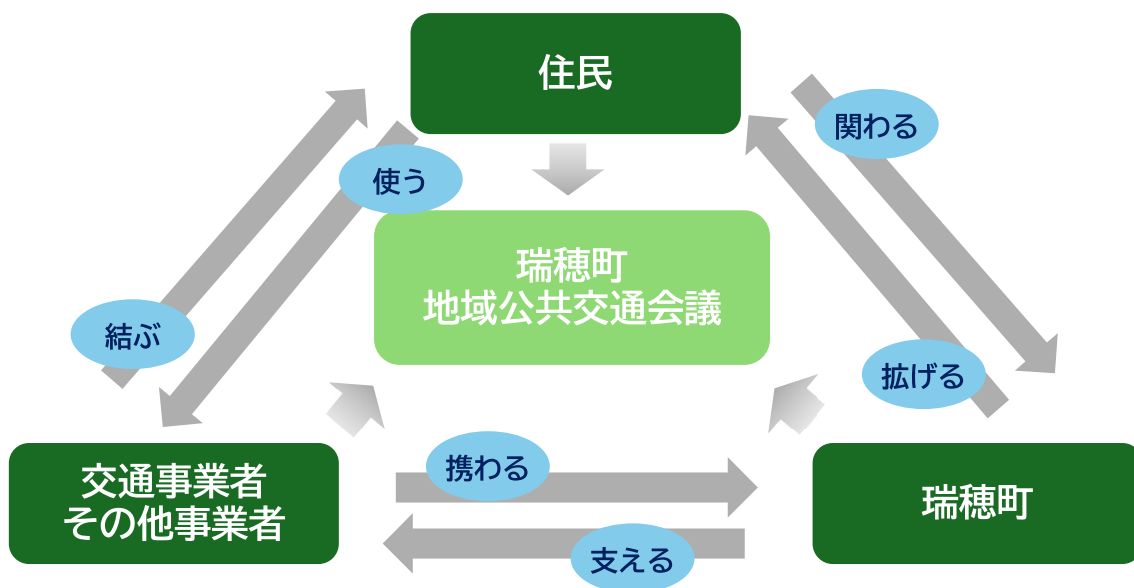 住民
関わる
使う
瑞穂町
地域公共交通会議
結ぶ
拡げる
携わる
交通事業者
その他事業者
瑞穂町
支える